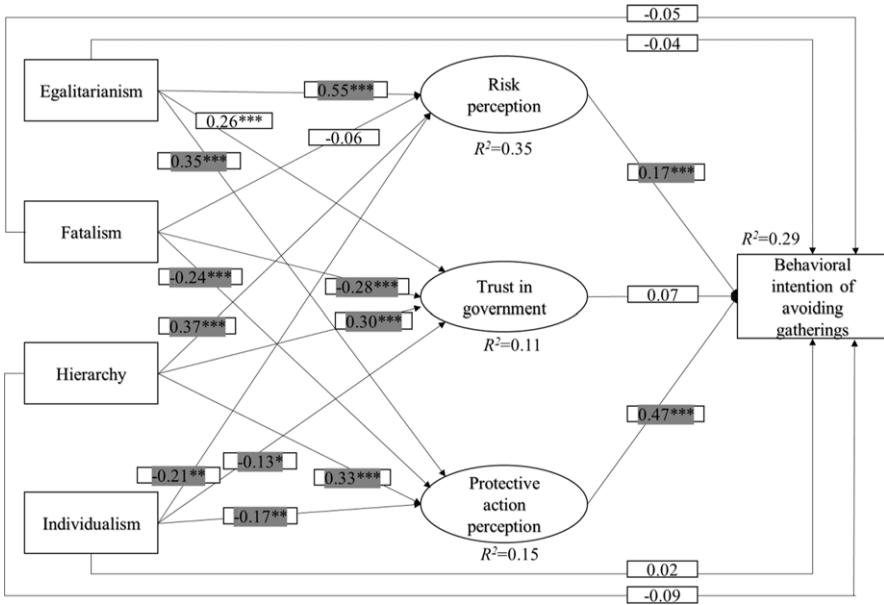 -0.05
-0.04
Egalitarianism
0.55***
Risk
perception
0.26***
-0.06
R²=0.35
0.35***
0.17***
Fatalism
R²=0.29
-0.24***
-0.28***
Trust in
government
0.07
Behavioral
intention of
avoiding
gatherings
0.37***
0.30***
R²=0.11
Hierarchy
0.47***
-0.21**
-0.13*
0.33***
Protective
action
perception
Individualism
-0.17**
R²=0.15
0.02
-0.09